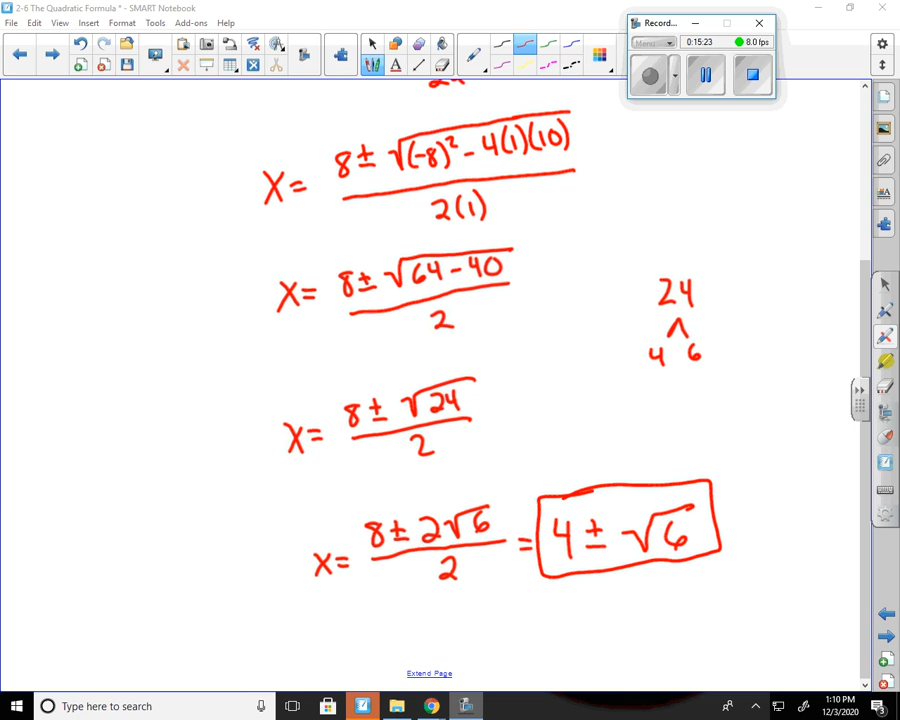 2-6 The Quadratic Formula * - SMART Notebook
File Edit View Insert Format Tools Add-ons Help
Record...
Menu 0:15:23 8.0 fps
X= 8 ± √(-8)² - 4(1)(10)
2(1)
X= 8 ± √64 - 40
2
24
4 6
X= 8 ± √24
2
X= 8 ± 2√6 = 4 ± √6
2
Extend Page
Type here to search
1:10 PM
12/3/2020
3